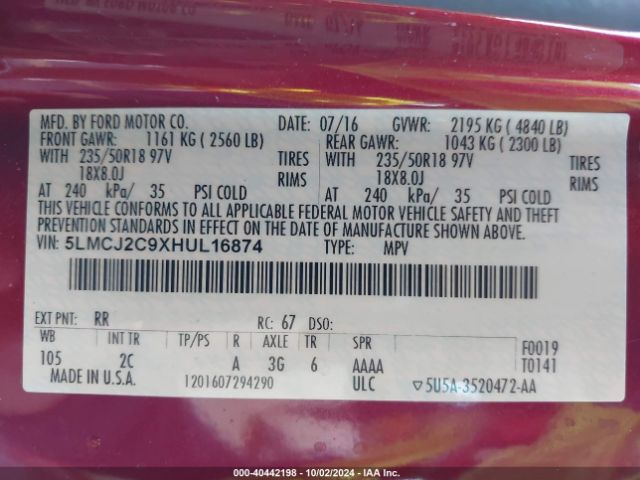 MFD. BY FORD MOTOR CO. DATE: 07/16 GVWR: 2195 KG ( 4840 LB)
FRONT GAWR: 1161 KG ( 2560 LB) REAR GAWR: 1043 KG ( 2300 LB)
WITH 235/50R18 97V TIRES WITH 235/50R18 97V TIRES
18X8.0J RIMS 18X8.0J RIMS
AT 240 kPa/ 35 PSI COLD AT 240 kPa/ 35 PSI COLD
THIS VEHICLE CONFORMS TO ALL APPLICABLE FEDERAL MOTOR VEHICLE SAFETY AND THEFT
PREVENTION STANDARDS IN EFFECT ON THE DATE OF MANUFACTURE SHOWN ABOVE.
VIN: 5LMCJ2C9XHUL16874 TYPE: MPV
EXT PNT: RR RC: 67 DSO:
WB INT TR TP/PS R AXLE TR SPR
105 2C A 3G 6 AAAA
F0019
T0141
MADE IN U.S.A. 1201607294290 ULC ▽5U5A-3520472-AA
000-40442198 - 10/02/2024 - IAA Inc.